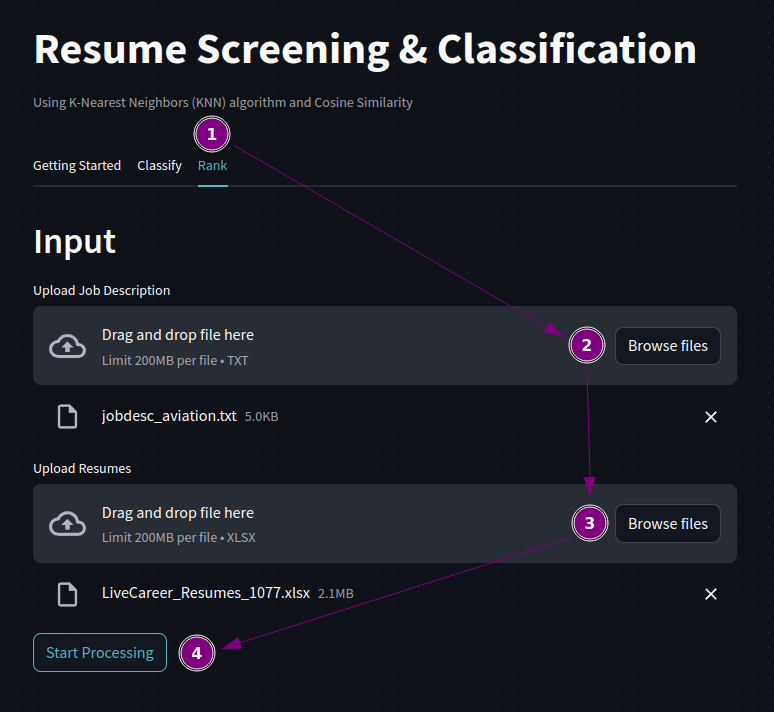 Resume Screening & Classification
Using K-Nearest Neighbors (KNN) algorithm and Cosine Similarity
1
Getting Started Classify Rank
Input
Upload Job Description
Drag and drop file here
Limit 200MB per file • TXT
2
Browse files
jobdesc_aviation.txt 5.0KB
Upload Resumes
Drag and drop file here
Limit 200MB per file • XLSX
3
Browse files
LiveCareer_Resumes_1077.xlsx 2.1MB
Start Processing
4